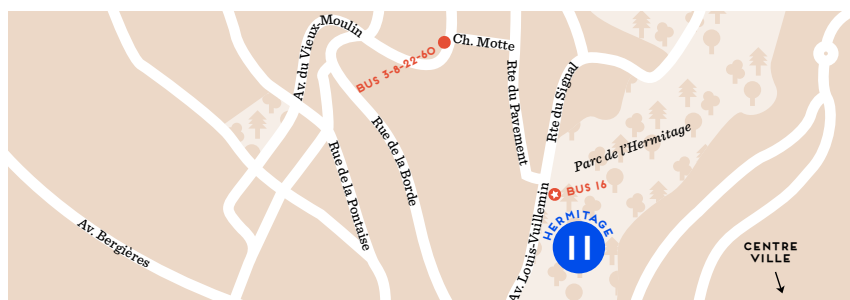 Av. du Vieux-Moulin
BUS 3-8-22-60
Ch. Motte
Rte du Pavement
Rte du Signal
Rue de la Borde
Rue de la Pontaise
Parc de l'Hermitage
BUS 16
HERMITAGE
11
Av. Louis-Vuillemin
Av. Bergières
CENTRE
VILLE